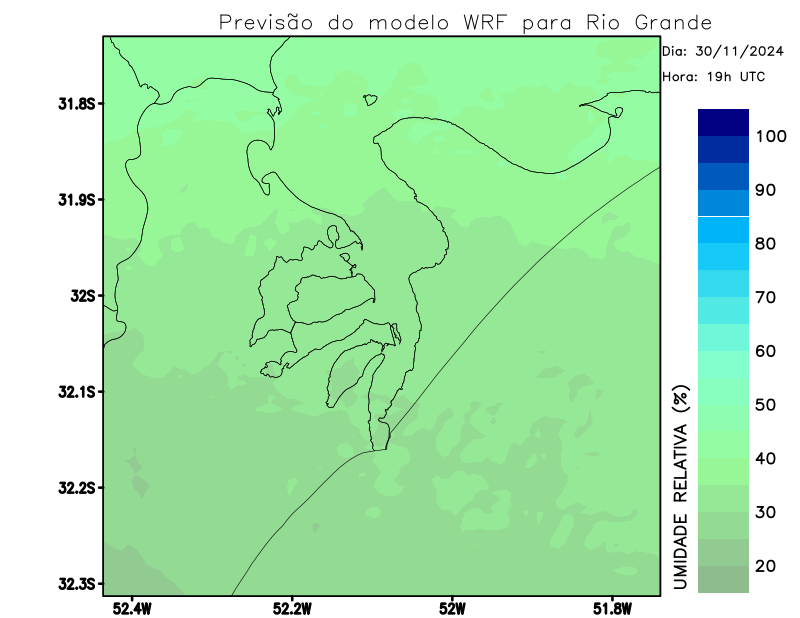 Previsão do modelo WRF para Rio Grande
Dia: 30/11/2024
Hora: 19h UTC
31.8S
31.9S
32S
32.1S
32.2S
32.3S
52.4W
52.2W
52W
51.8W
100
90
80
70
60
50
40
30
20
UMIDADE RELATIVA (%)